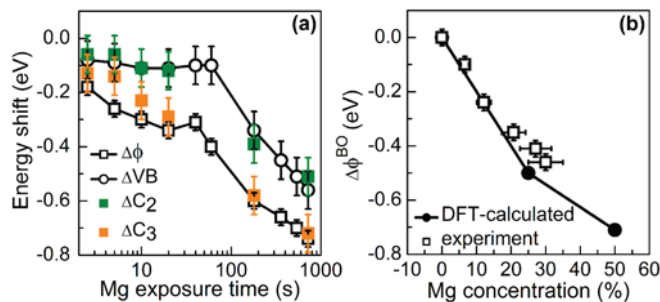 (a)
0.0
-0.2
-0.4
-0.6
-0.8
Energy shift (eV)
Δϕ
ΔVB
ΔC2
ΔC3
10
100
1000
Mg exposure time (s)
(b)
0.0
-0.2
-0.4
-0.6
-0.8
Δϕ^BO (eV)
DFT-calculated
experiment
-10 0 10 20 30 40 50 60
Mg concentration (%)